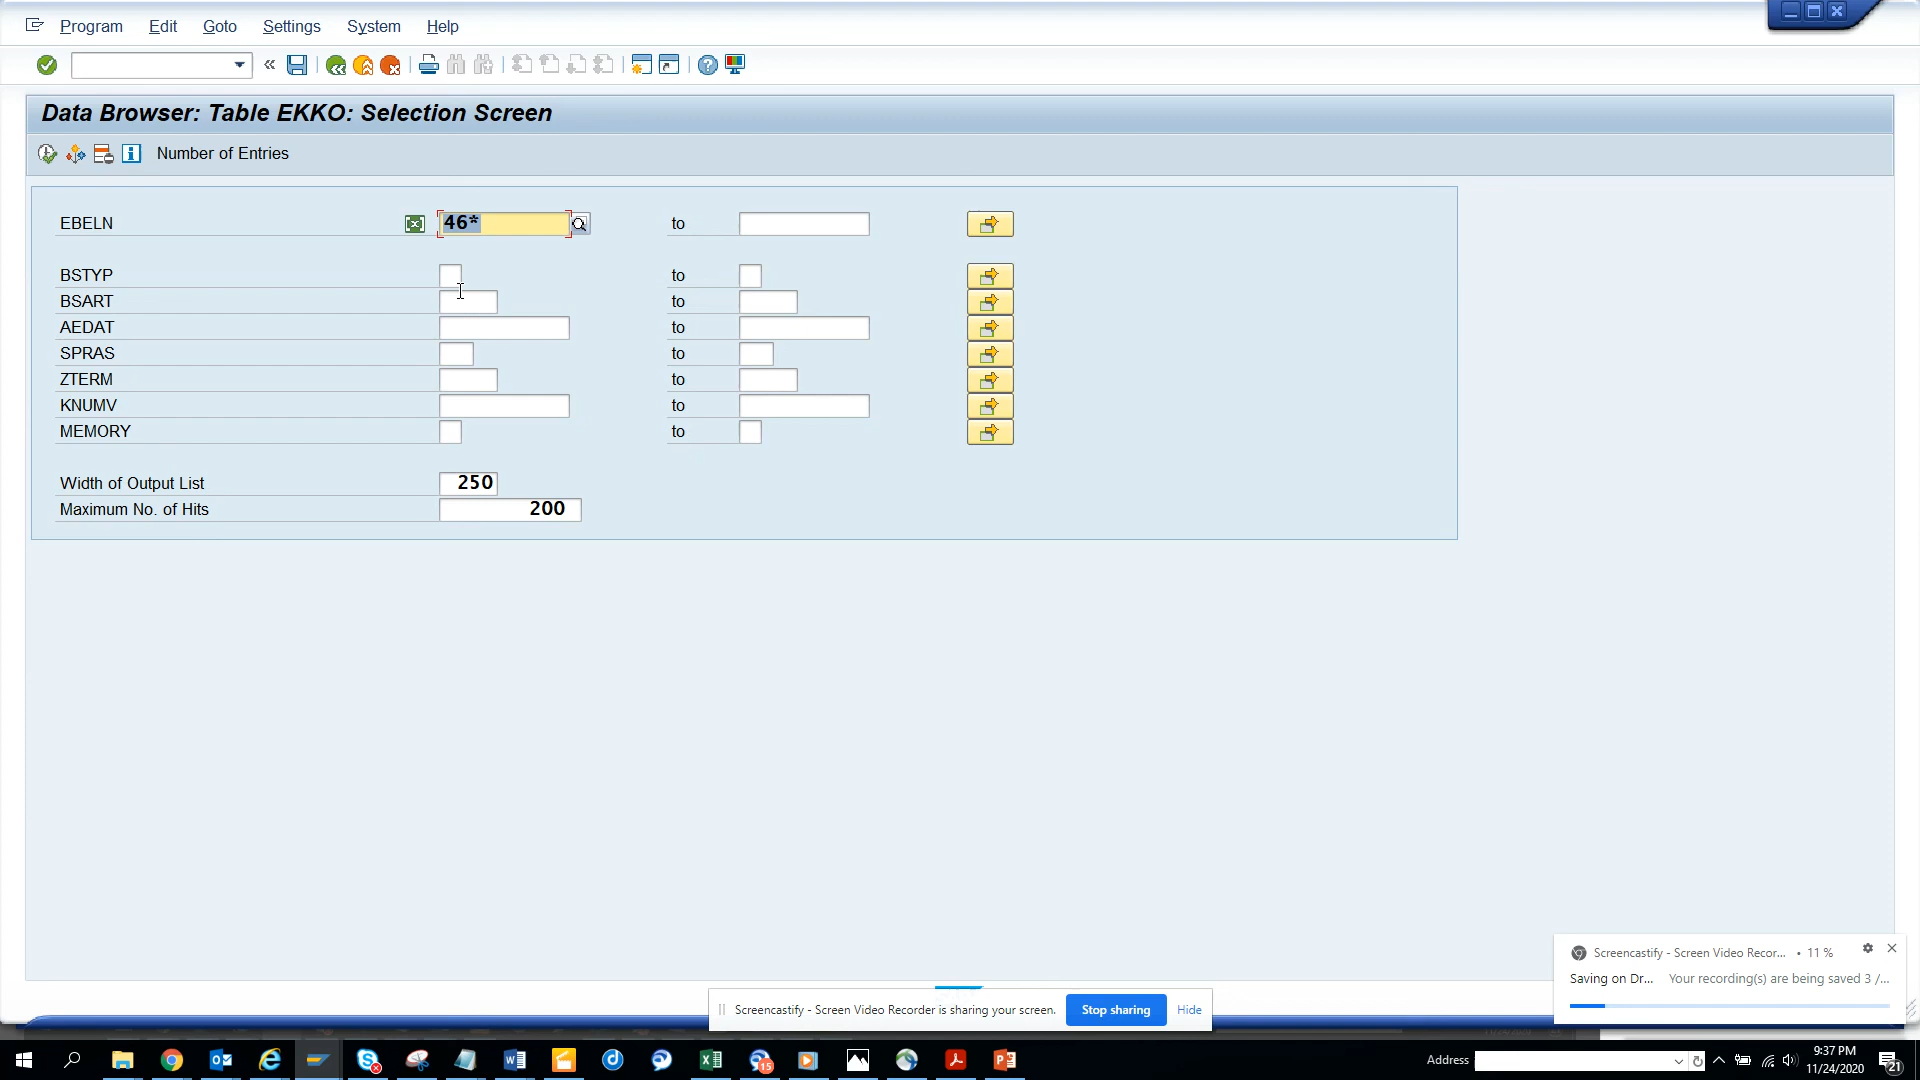 Program Edit Goto Settings System Help
Data Browser: Table EKKO: Selection Screen
Number of Entries
EBELN 46* to
BSTYP to
BSART to
AEDAT to
SPRAS to
ZTERM to
KNUMV to
MEMORY to
Width of Output List 250
Maximum No. of Hits 200
Screencastify - Screen Video Recor... • 11 %
Saving on Dr... Your recording(s) are being saved 3 /...
Screencastify - Screen Video Recorder is sharing your screen. Stop sharing Hide
15
Address
9:37 PM
11/24/2020
21